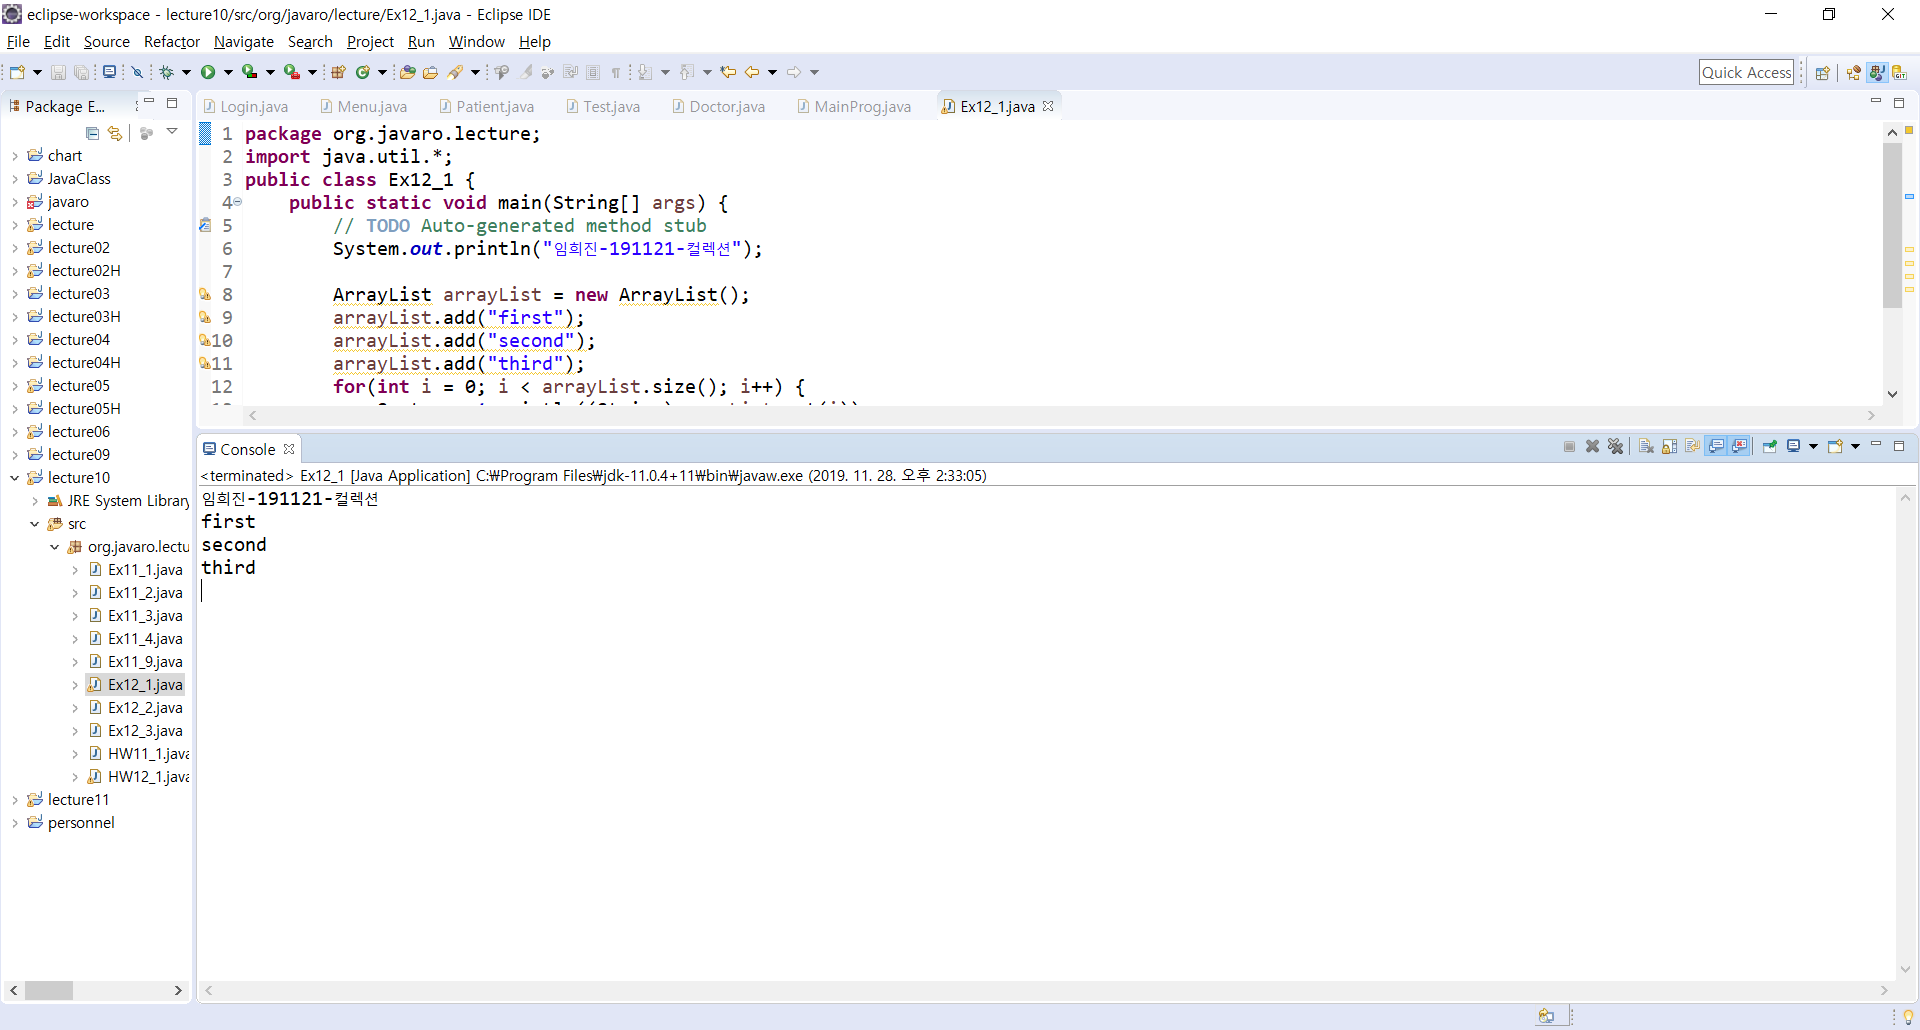 eclipse-workspace - lecture10/src/org/javaro/lecture/Ex12_1.java - Eclipse IDE
File Edit Source Refactor Navigate Search Project Run Window Help
Quick Access
Package E...
chart
JavaClass
javaro
lecture
lecture02
lecture02H
lecture03
lecture03H
lecture04
lecture04H
lecture05
lecture05H
lecture06
lecture09
lecture10
JRE System Library
src
org.javaro.lectu
Ex11_1.java
Ex11_2.java
Ex11_3.java
Ex11_4.java
Ex11_9.java
Ex12_1.java
Ex12_2.java
Ex12_3.java
HW11_1.java
HW12_1.java
lecture11
personnel
Login.java Menu.java Patient.java Test.java Doctor.java MainProg.java Ex12_1.java
1 package org.javaro.lecture;
2 import java.util.*;
3 public class Ex12_1 {
4 public static void main(String[] args) {
5 // TODO Auto-generated method stub
6 System.out.println("임희진-191121-컬렉션");
7
8 ArrayList arrayList = new ArrayList();
9 arrayList.add("first");
10 arrayList.add("second");
11 arrayList.add("third");
12 for(int i = 0; i < arrayList.size(); i++) {
Console
<terminated> Ex12_1 [Java Application] C:₩Program Files₩jdk-11.0.4+11₩bin₩javaw.exe (2019. 11. 28. 오후 2:33:05)
임희진-191121-컬렉션
first
second
third